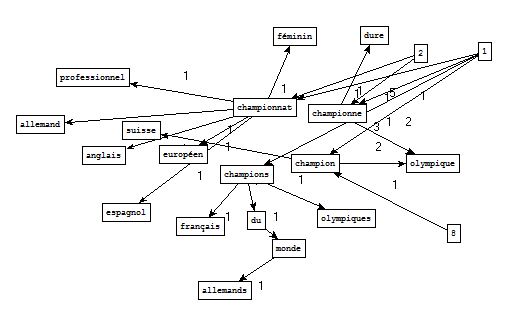 féminin
dure
2
1
professionnel
1
championnat
1
1
1
5
1
1
championne
allemand
suisse
1
3
1
2
anglais
européen
1
2
champions
champion
olympique
1
1
1
espagnol
français
1
du
1
olympiques
8
monde
allemands
1